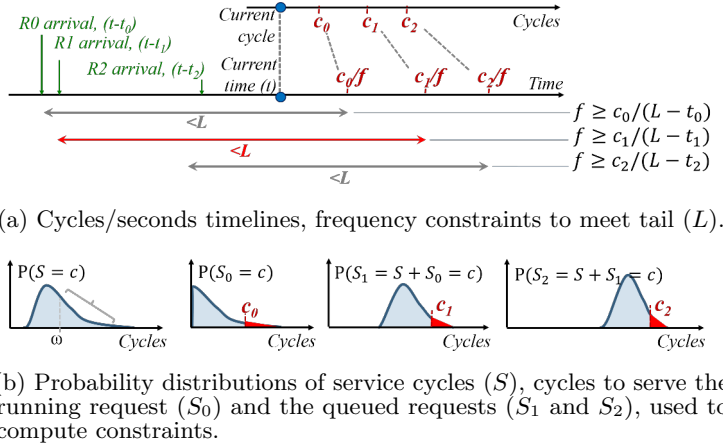 R0 arrival, (t-t0)
R1 arrival, (t-t1)
R2 arrival, (t-t2)
Current cycle
c0 c1 c2
Cycles
Current time (t)
c0/f c1/f c2/f
Time
<L
f ≥ c0/(L − t0)
<L
f ≥ c1/(L − t1)
<L
f ≥ c2/(L − t2)
(a) Cycles/seconds timelines, frequency constraints to meet tail (L).
P(S = c)
ω
Cycles
P(S0 = c)
c0
Cycles
P(S1 = S + S0 = c)
c1
Cycles
P(S2 = S + S1 = c)
c2
Cycles
(b) Probability distributions of service cycles (S), cycles to serve the
running request (S0) and the queued requests (S1 and S2), used to
compute constraints.